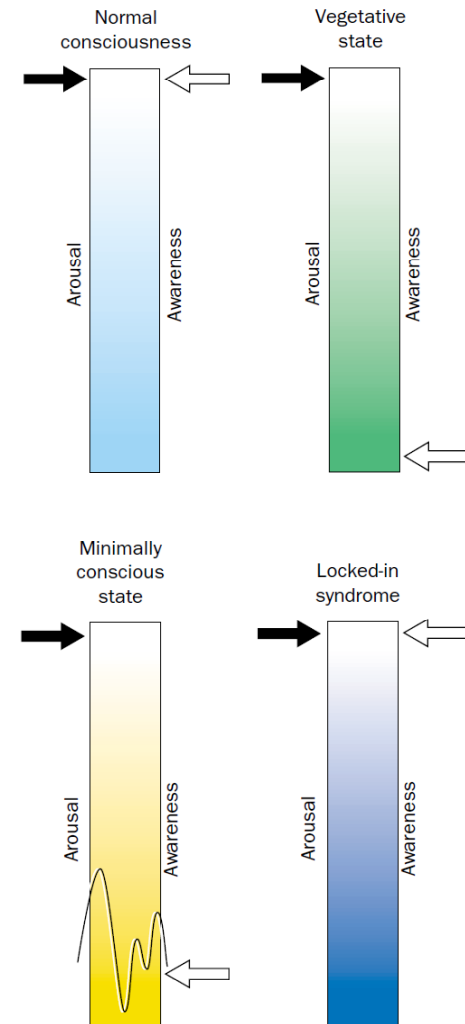 Normal
consciousness
Arousal
Awareness
Vegetative
state
Arousal
Awareness
Minimally
conscious
state
Arousal
Awareness
Locked-in
syndrome
Arousal
Awareness